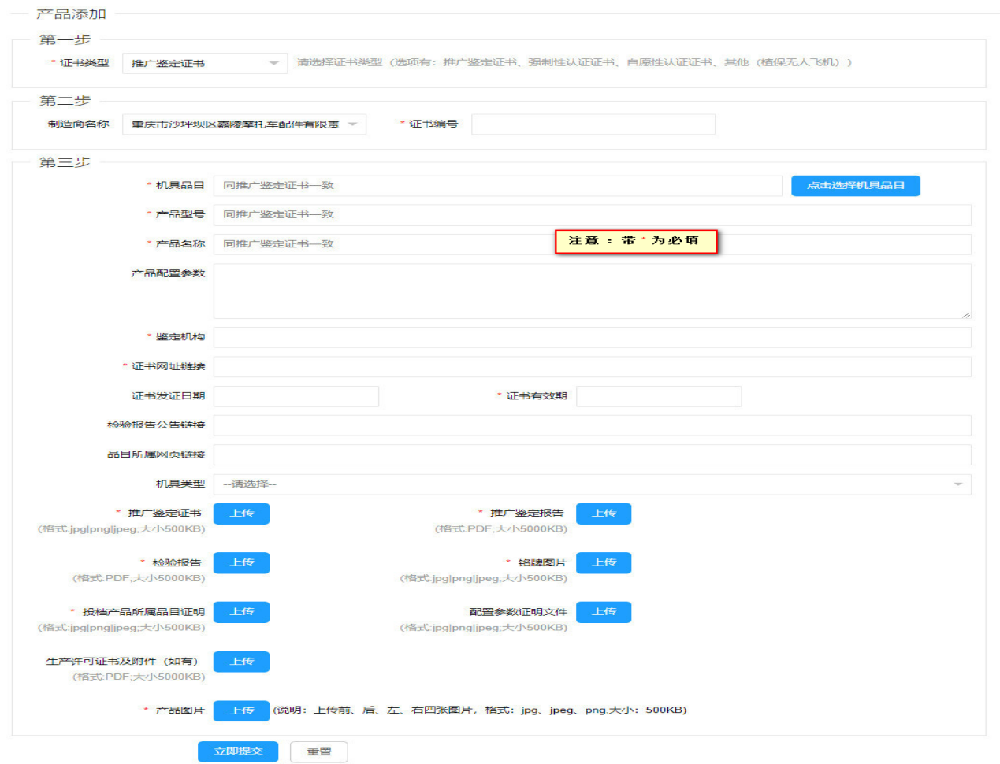 产品添加
第一步
* 证书类型 推广鉴定证书 请选择证书类型（选项有：推广鉴定证书、强制性认证证书、自愿性认证证书、其他（植保无人飞机））
第二步
制造商名称 重庆市沙坪坝区嘉陵摩托车配件有限责 * 证书编号
第三步
* 机具品目 同推广鉴定证书一致 点击选择机具品目
* 产品型号 同推广鉴定证书一致
* 产品名称 同推广鉴定证书一致 注意：带*为必填
产品配置参数
* 鉴定机构
* 证书网址链接
证书发证日期 * 证书有效期
检验报告公告链接
品目所属网页链接
机具类型 --请选择--
* 推广鉴定证书 上传 * 推广鉴定报告 上传
(格式:jpg|png|jpeg;大小500KB) (格式:PDF;大小5000KB)
* 检验报告 上传 * 铭牌图片 上传
(格式:PDF;大小5000KB) (格式:jpg|png|jpeg;大小500KB)
* 投档产品所属品目证明 上传 配置参数证明文件 上传
(格式:jpg|png|jpeg;大小500KB) (格式:jpg|png|jpeg;大小500KB)
生产许可证书及附件（如有） 上传
(格式:PDF;大小5000KB)
* 产品图片 上传 (说明：上传前、后、左、右四张图片，格式：jpg、jpeg、png,大小：500KB)
立即提交 重置